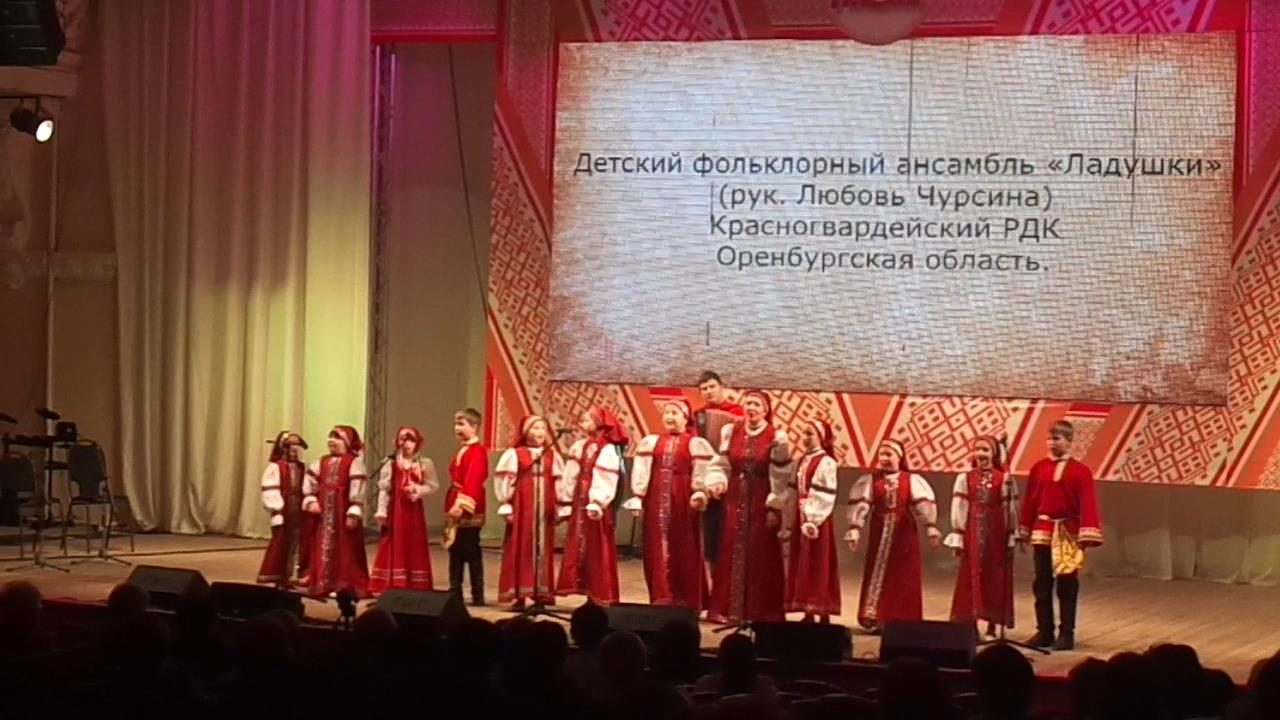 Детский фольклорный ансамбль «Ладушки»
(рук. Любовь Чурсина)
Красногвардейский РДК
Оренбургская область.